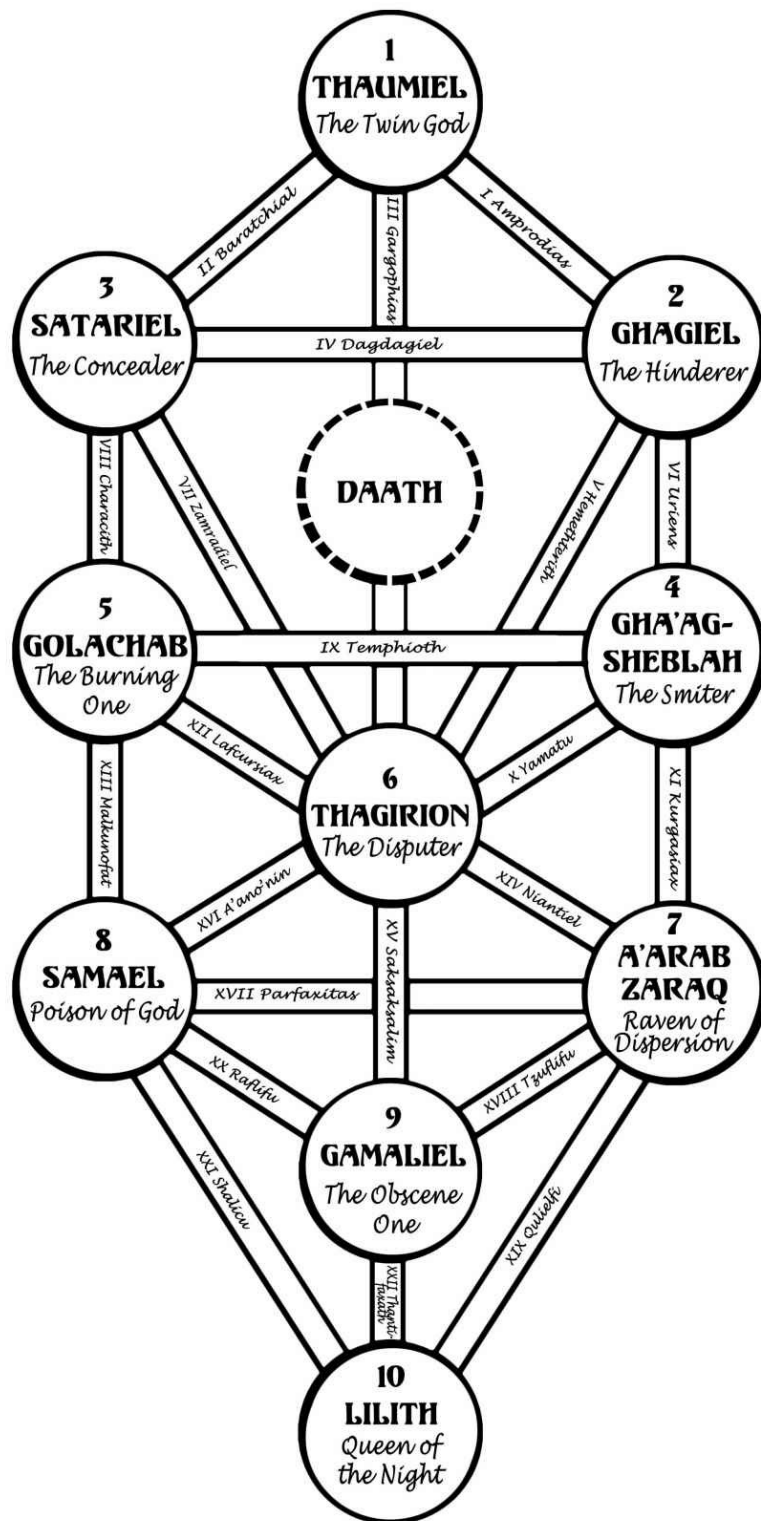 1
THAUMIEL
The Twin God
II Baratchial
III Gargophias
I Amprodias
3
SATARIEL
The Concealer
2
GHAGIEL
The Hinderer
IV Dagdagiel
DAATH
VIII Characith
VII Zamradiel
V Hemethterith
VI Uriens
5
GOLACHAB
The Burning
One
4
GHA'AG-
SHEBLAH
The Smiter
IX Temphioth
XII Lafcursiax
X Yamatu
XIII Malkunofat
XI Kurgasiax
6
THAGIRION
The Disputer
XVI A'ano'nin
XIV Niantiel
XV Saksaksalim
8
SAMAEL
Poison of God
7
A'ARAB
ZARAQ
Raven of
Dispersion
XVII Parfaxitas
XX Raflifu
XVIII Tzuflifu
9
GAMALIEL
The Obscene
One
XXI Shalicu
XIX Qulielfi
XXII Thanti-
faxath
10
LILITH
Queen of
the Night